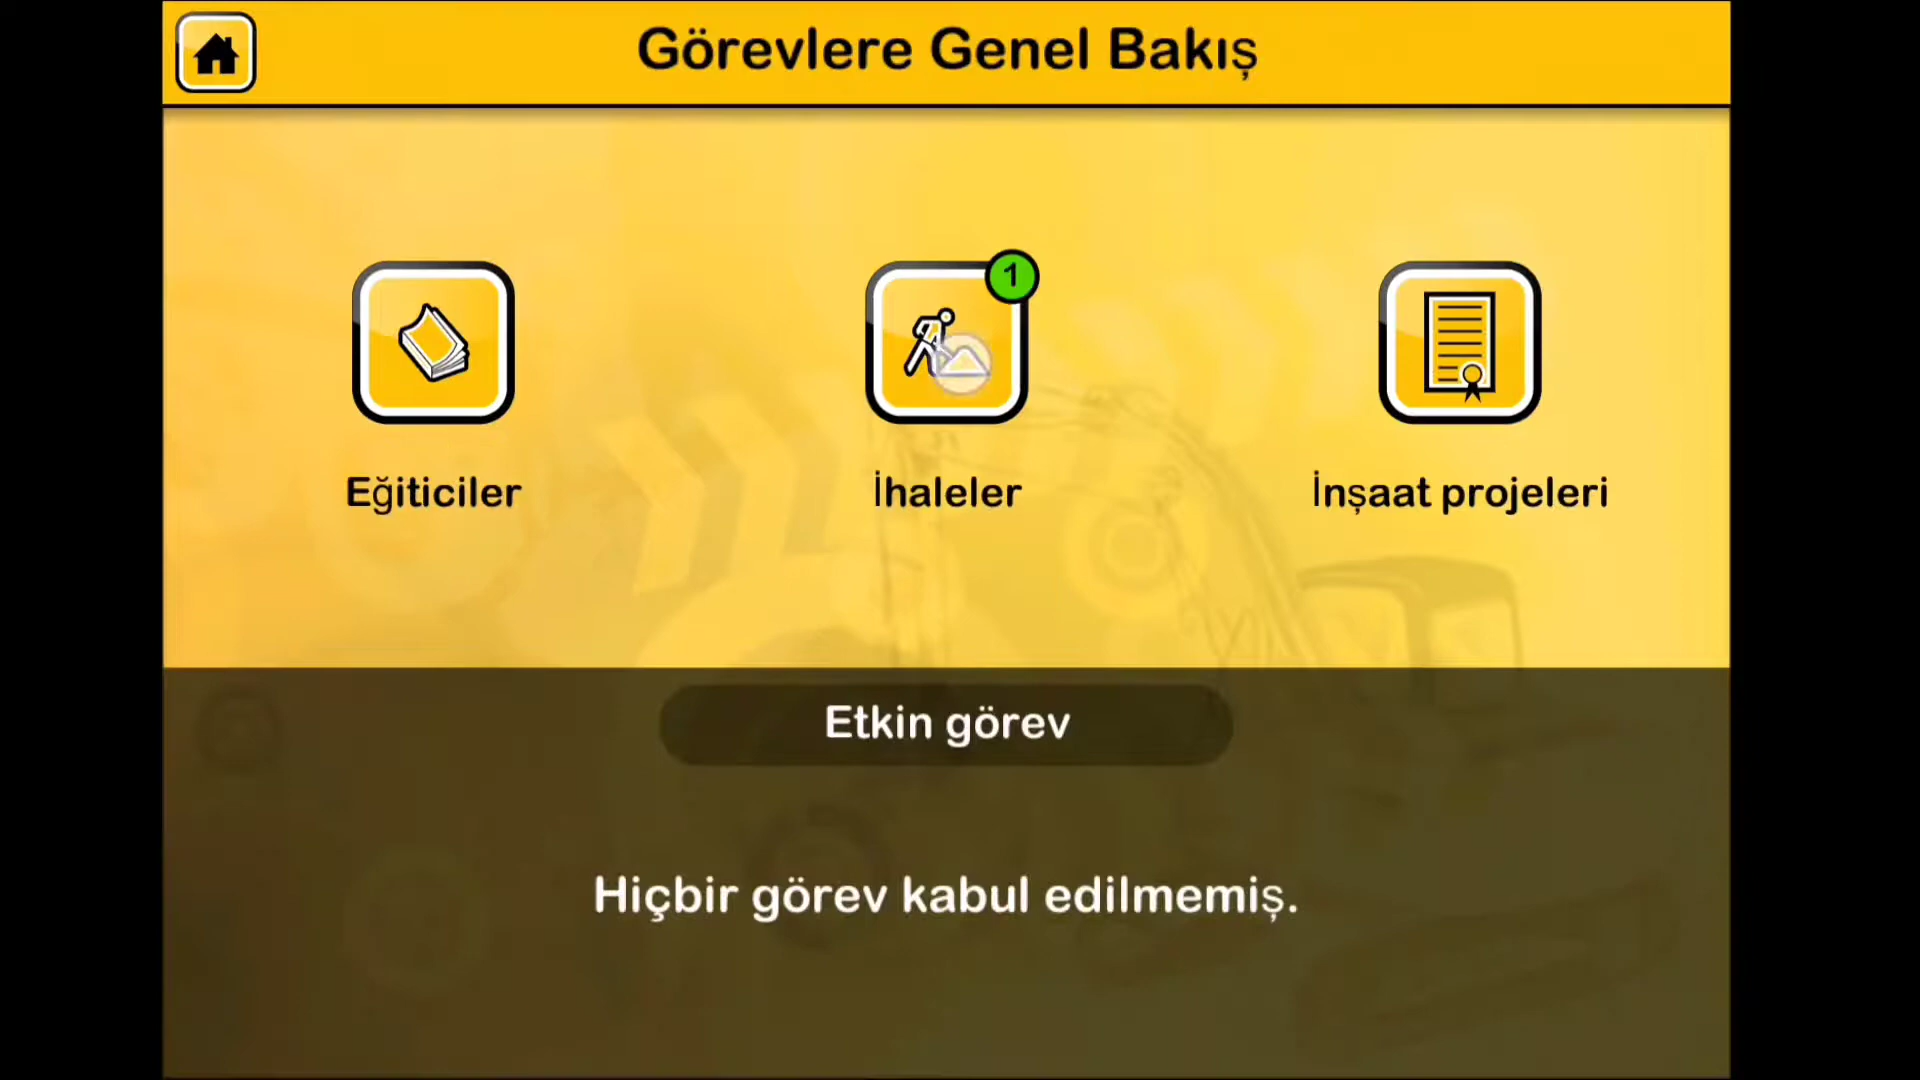 Görevlere Genel Bakış
1
Eğiticiler
İhaleler
İnşaat projeleri
Etkin görev
Hiçbir görev kabul edilmemiş.